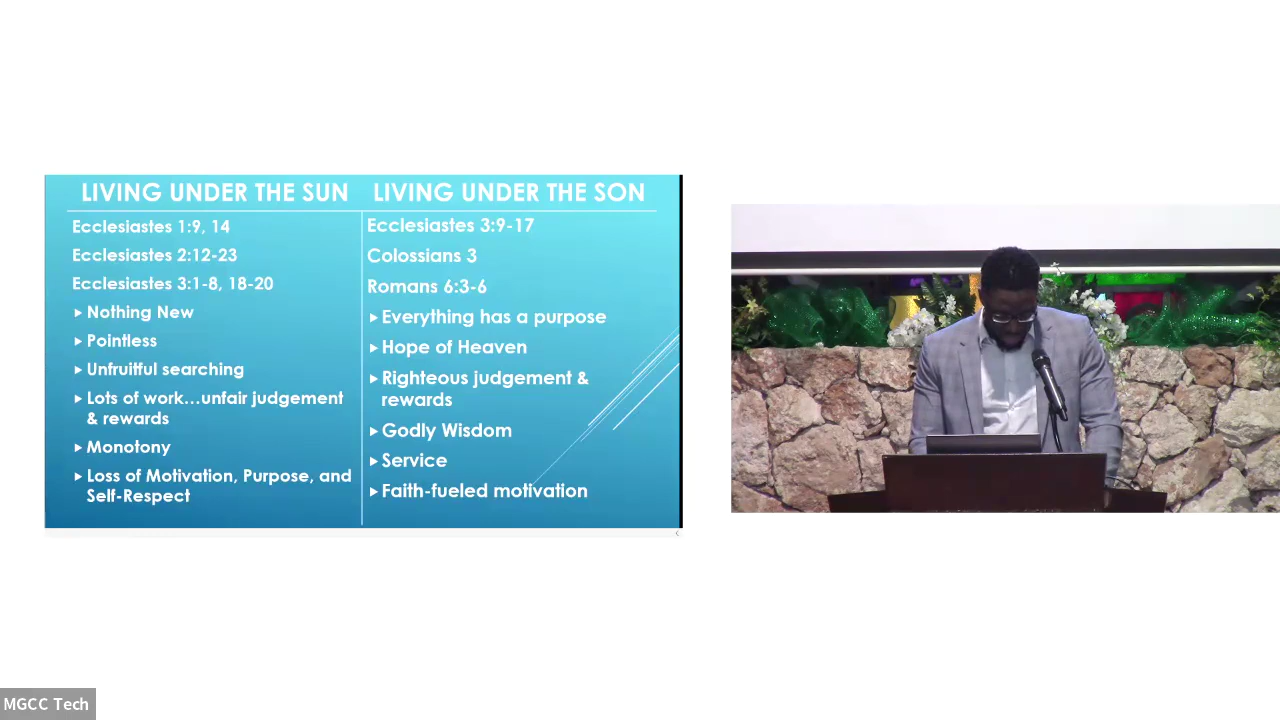 LIVING UNDER THE SUN
Ecclesiastes 1:9, 14
Ecclesiastes 2:12-23
Ecclesiastes 3:1-8, 18-20
Nothing New
Pointless
Unfruitful searching
Lots of work...unfair judgement
& rewards
Monotony
Loss of Motivation, Purpose, and
Self-Respect
LIVING UNDER THE SON
Ecclesiastes 3:9-17
Colossians 3
Romans 6:3-6
Everything has a purpose
Hope of Heaven
Righteous judgement &
rewards
Godly Wisdom
Service
Faith-fueled motivation
MGCC Tech